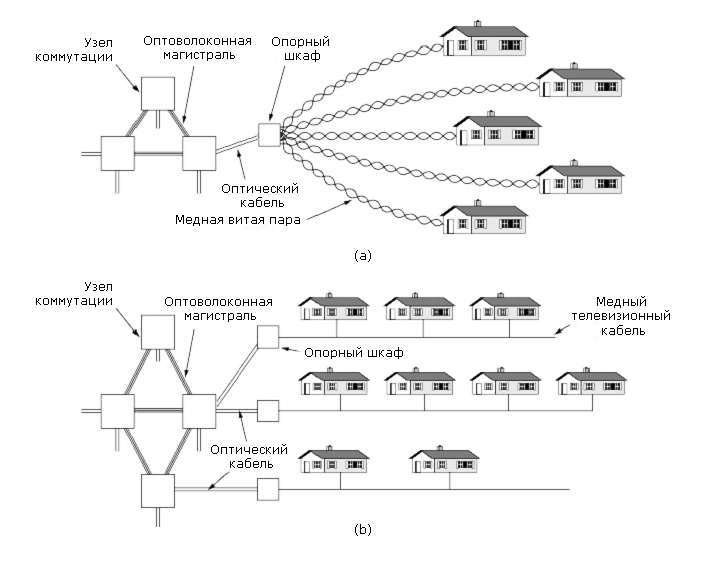 Узел
коммутации
Оптоволоконная
магистраль
Опорный
шкаф
Оптический
кабель
Медная витая пара
(a)
Узел
коммутации
Оптоволоконная
магистраль
Медный
телевизионный
кабель
Опорный шкаф
Оптический
кабель
(b)